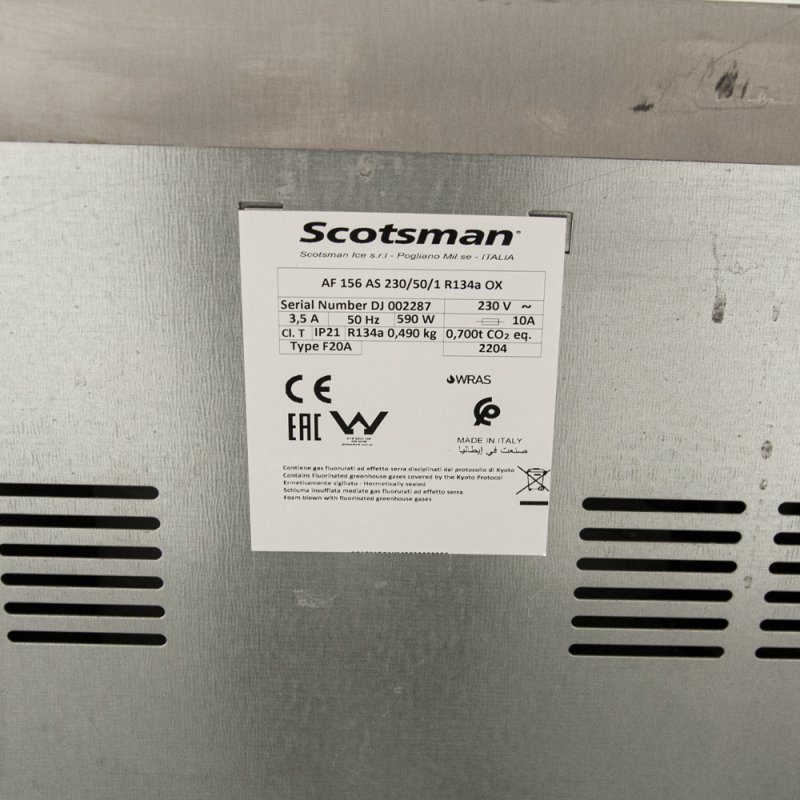 Scotsman®
Scotsman Ice s.r.l - Pogliano Mil.se - ITALIA
AF 156 AS 230/50/1 R134a OX
Serial Number DJ 002287 230 V ~
3,5 A 50 Hz 590 W 10A
Cl. T IP21 R134a 0,490 kg 0,700t CO₂ eq.
Type F20A 2204
CE WRAS
EAC
MADE IN ITALY
صنعت في إيطاليا
Contiene gas fluorurati ad effetto serra disciplinati dal protocollo di Kyoto
Contains Fluorinated greenhouse gases covered by the Kyoto Protocol
Ermeticamente sigillato - Hermetically sealed
Schiuma insufflata mediate gas fluorurati ad effetto serra
Foam blown with fluorinated greenhouse gases